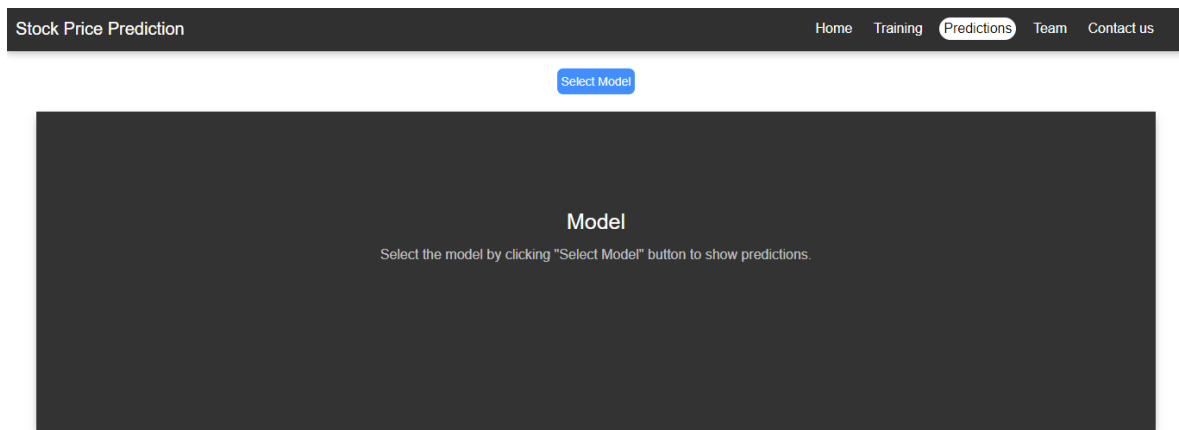 Stock Price Prediction Home Training Predictions Team Contact us
Select Model
Model
Select the model by clicking "Select Model" button to show predictions.